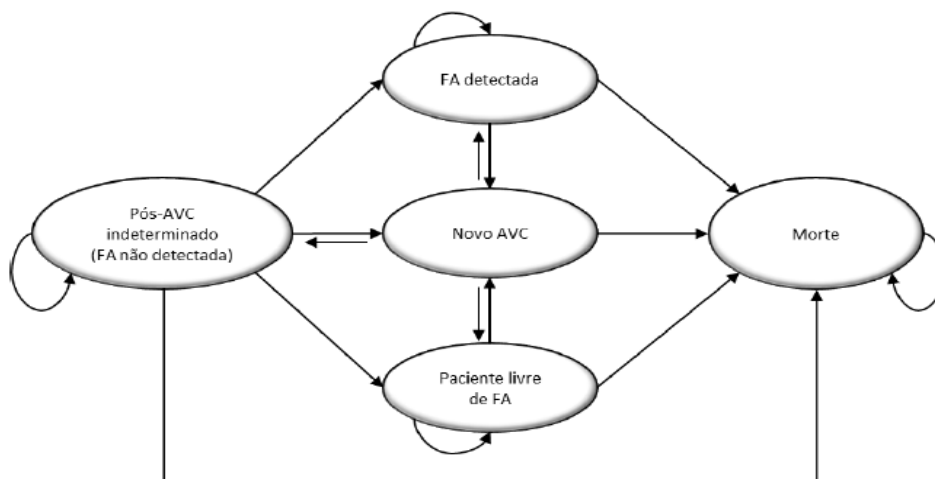 FA detectada
Pós-AVC
indeterminado
(FA não detectada)
Novo AVC
Morte
Paciente livre
de FA